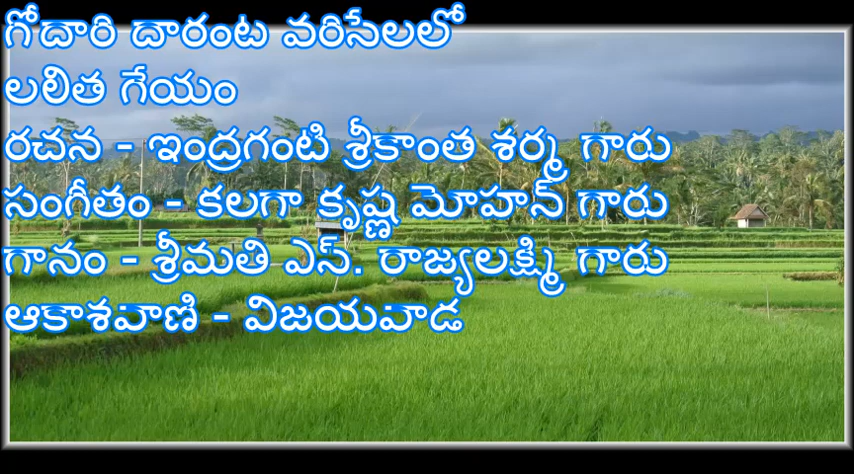 గోదారి దారంట వరిసేలలో
లలిత గేయం
రచన - ఇంద్రగంటి శ్రీకాంత శర్మ గారు
సంగీతం - కలగా కృష్ణ మోహన్ గారు
గానం - శ్రీమతి ఎస్. రాజ్యలక్ష్మి గారు
ఆకాశవాణి - విజయవాడ